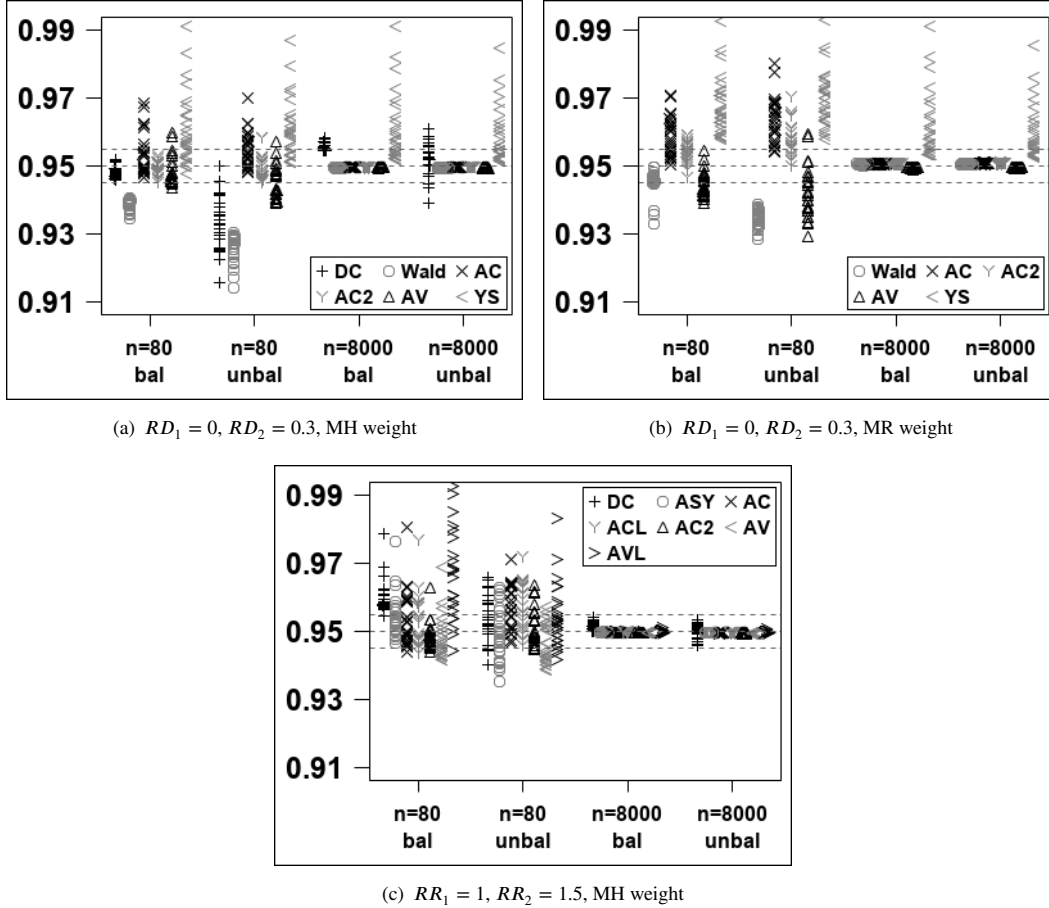 0.99
0.97
0.95
0.93
0.91
DC Wald AC
AC2 AV YS
n=80 n=80 n=8000 n=8000
bal unbal bal unbal
(a) RD₁ = 0, RD₂ = 0.3, MH weight
0.99
0.97
0.95
0.93
0.91
Wald AC AC2
AV YS
n=80 n=80 n=8000 n=8000
bal unbal bal unbal
(b) RD₁ = 0, RD₂ = 0.3, MR weight
0.99
0.97
0.95
0.93
0.91
DC ASY AC
ACL AC2 AV
AVL
n=80 n=80 n=8000 n=8000
bal unbal bal unbal
(c) RR₁ = 1, RR₂ = 1.5, MH weight